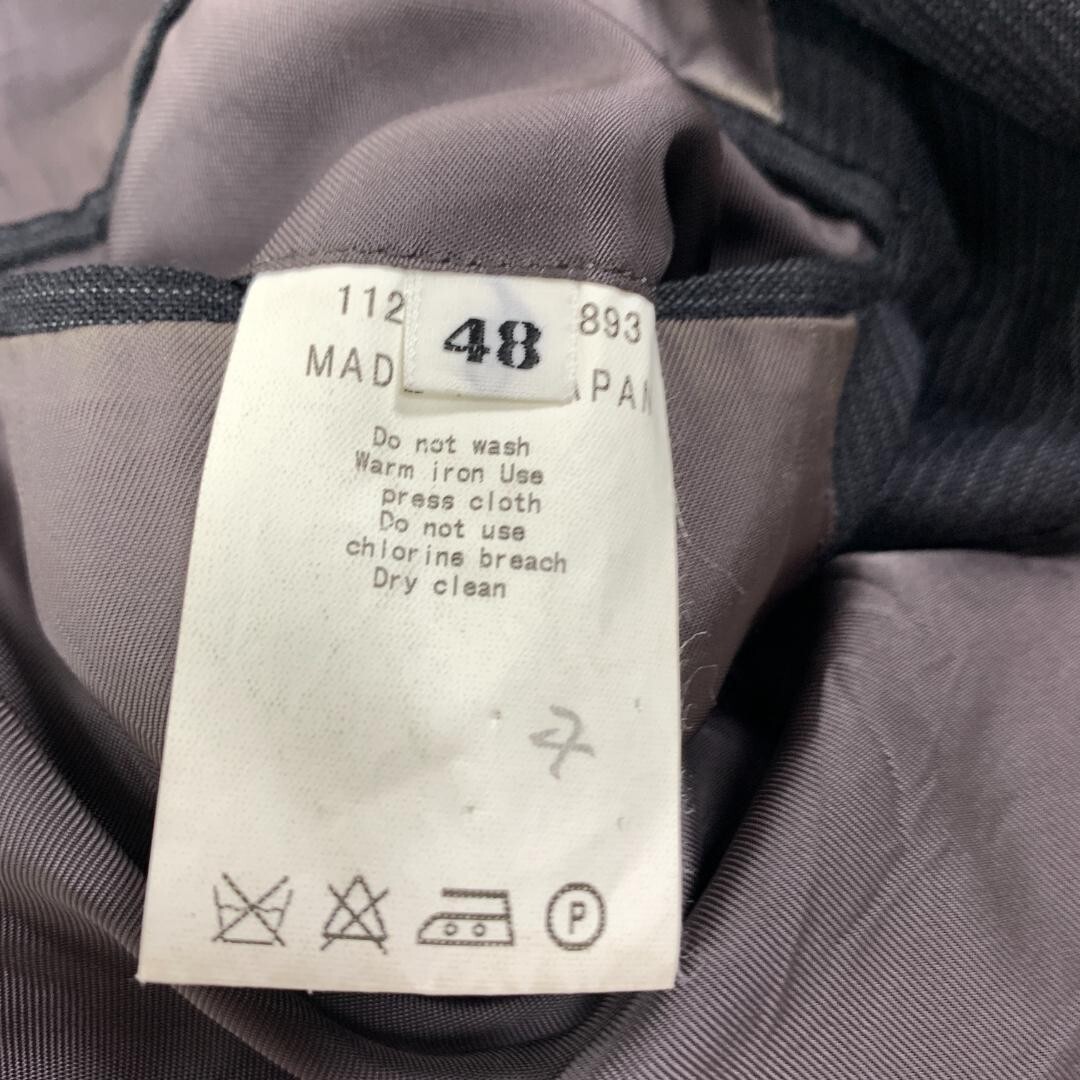 112 48 893
MAD APAN
Do not wash
Warm iron Use
press cloth
Do not use
chlorine breach
Dry clean
P